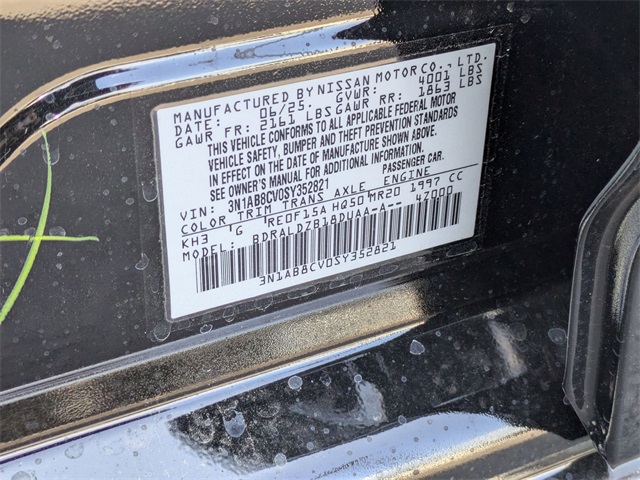 MANUFACTURED BY NISSAN MOTOR CO., LTD.
DATE: 06/25. GVWR: 4001 LBS
GAWR FR: 2161 LBS GAWR RR: 1863 LBS
THIS VEHICLE CONFORMS TO ALL APPLICABLE FEDERAL MOTOR
VEHICLE SAFETY, BUMPER AND THEFT PREVENTION STANDARDS
IN EFFECT ON THE DATE OF MANUFACTURE SHOWN ABOVE.
SEE OWNER'S MANUAL FOR ADDITIONAL INFORMATION.
VIN: 3N1AB8CV0SY352821 PASSENGER CAR.
COLOR TRIM TRANS AXLE ENGINE
KH3 G RE0F15A HQ50 MR20 1997 CC
MODEL: BDRALDZB18DUAA-A-- 4Z000
3N1AB8CV0SY352821